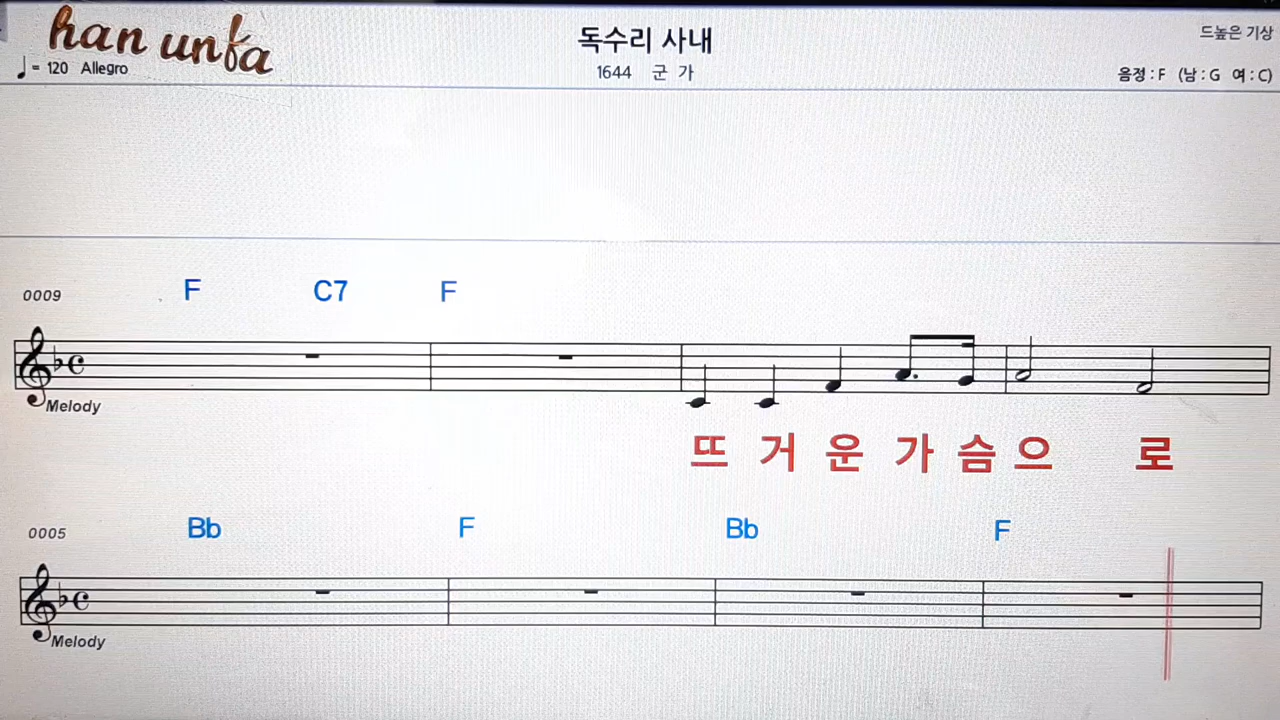 han unfa
♩= 120 Allegro
독수리 사내
1644 군 가
드높은 기상
음정 : F (남 : G 여 : C)
0009 F C7 F
Melody
뜨 거 운 가 슴 으 로
0005 Bb F Bb F
Melody